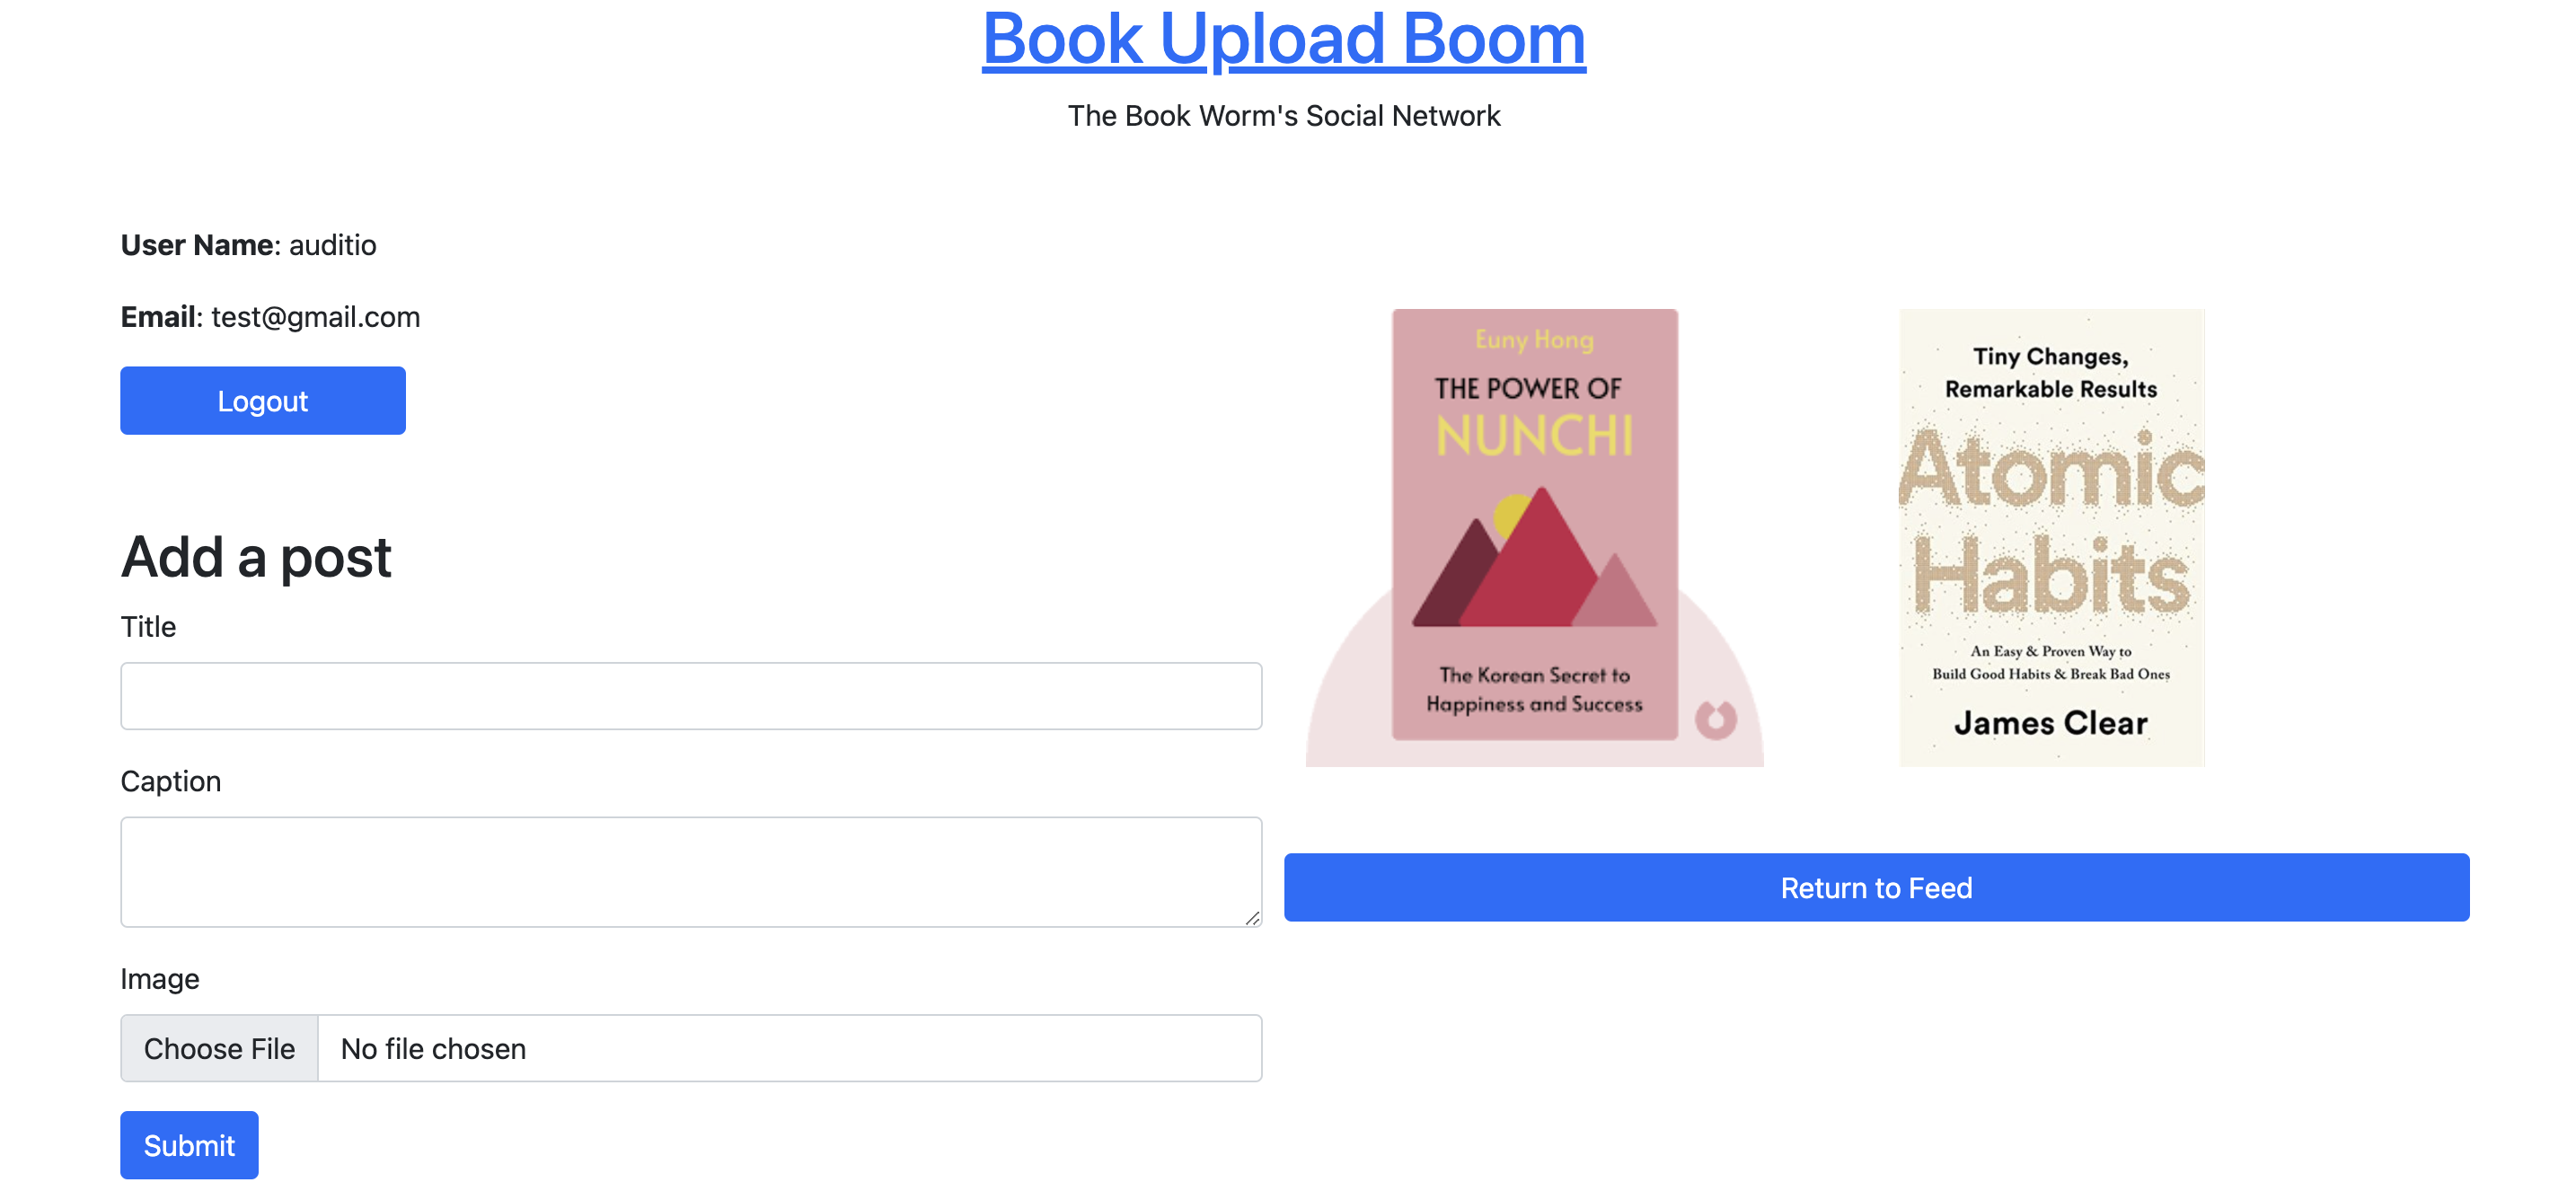 Book Upload Boom
The Book Worm's Social Network
User Name: auditio
Email: test@gmail.com
Logout
Add a post
Title
Caption
Image
Choose File No file chosen
Submit
Euny Hong
THE POWER OF
NUNCHI
The Korean Secret to
Happiness and Success
Tiny Changes,
Remarkable Results
Atomic
Habits
An Easy & Proven Way to
Build Good Habits & Break Bad Ones
James Clear
Return to Feed